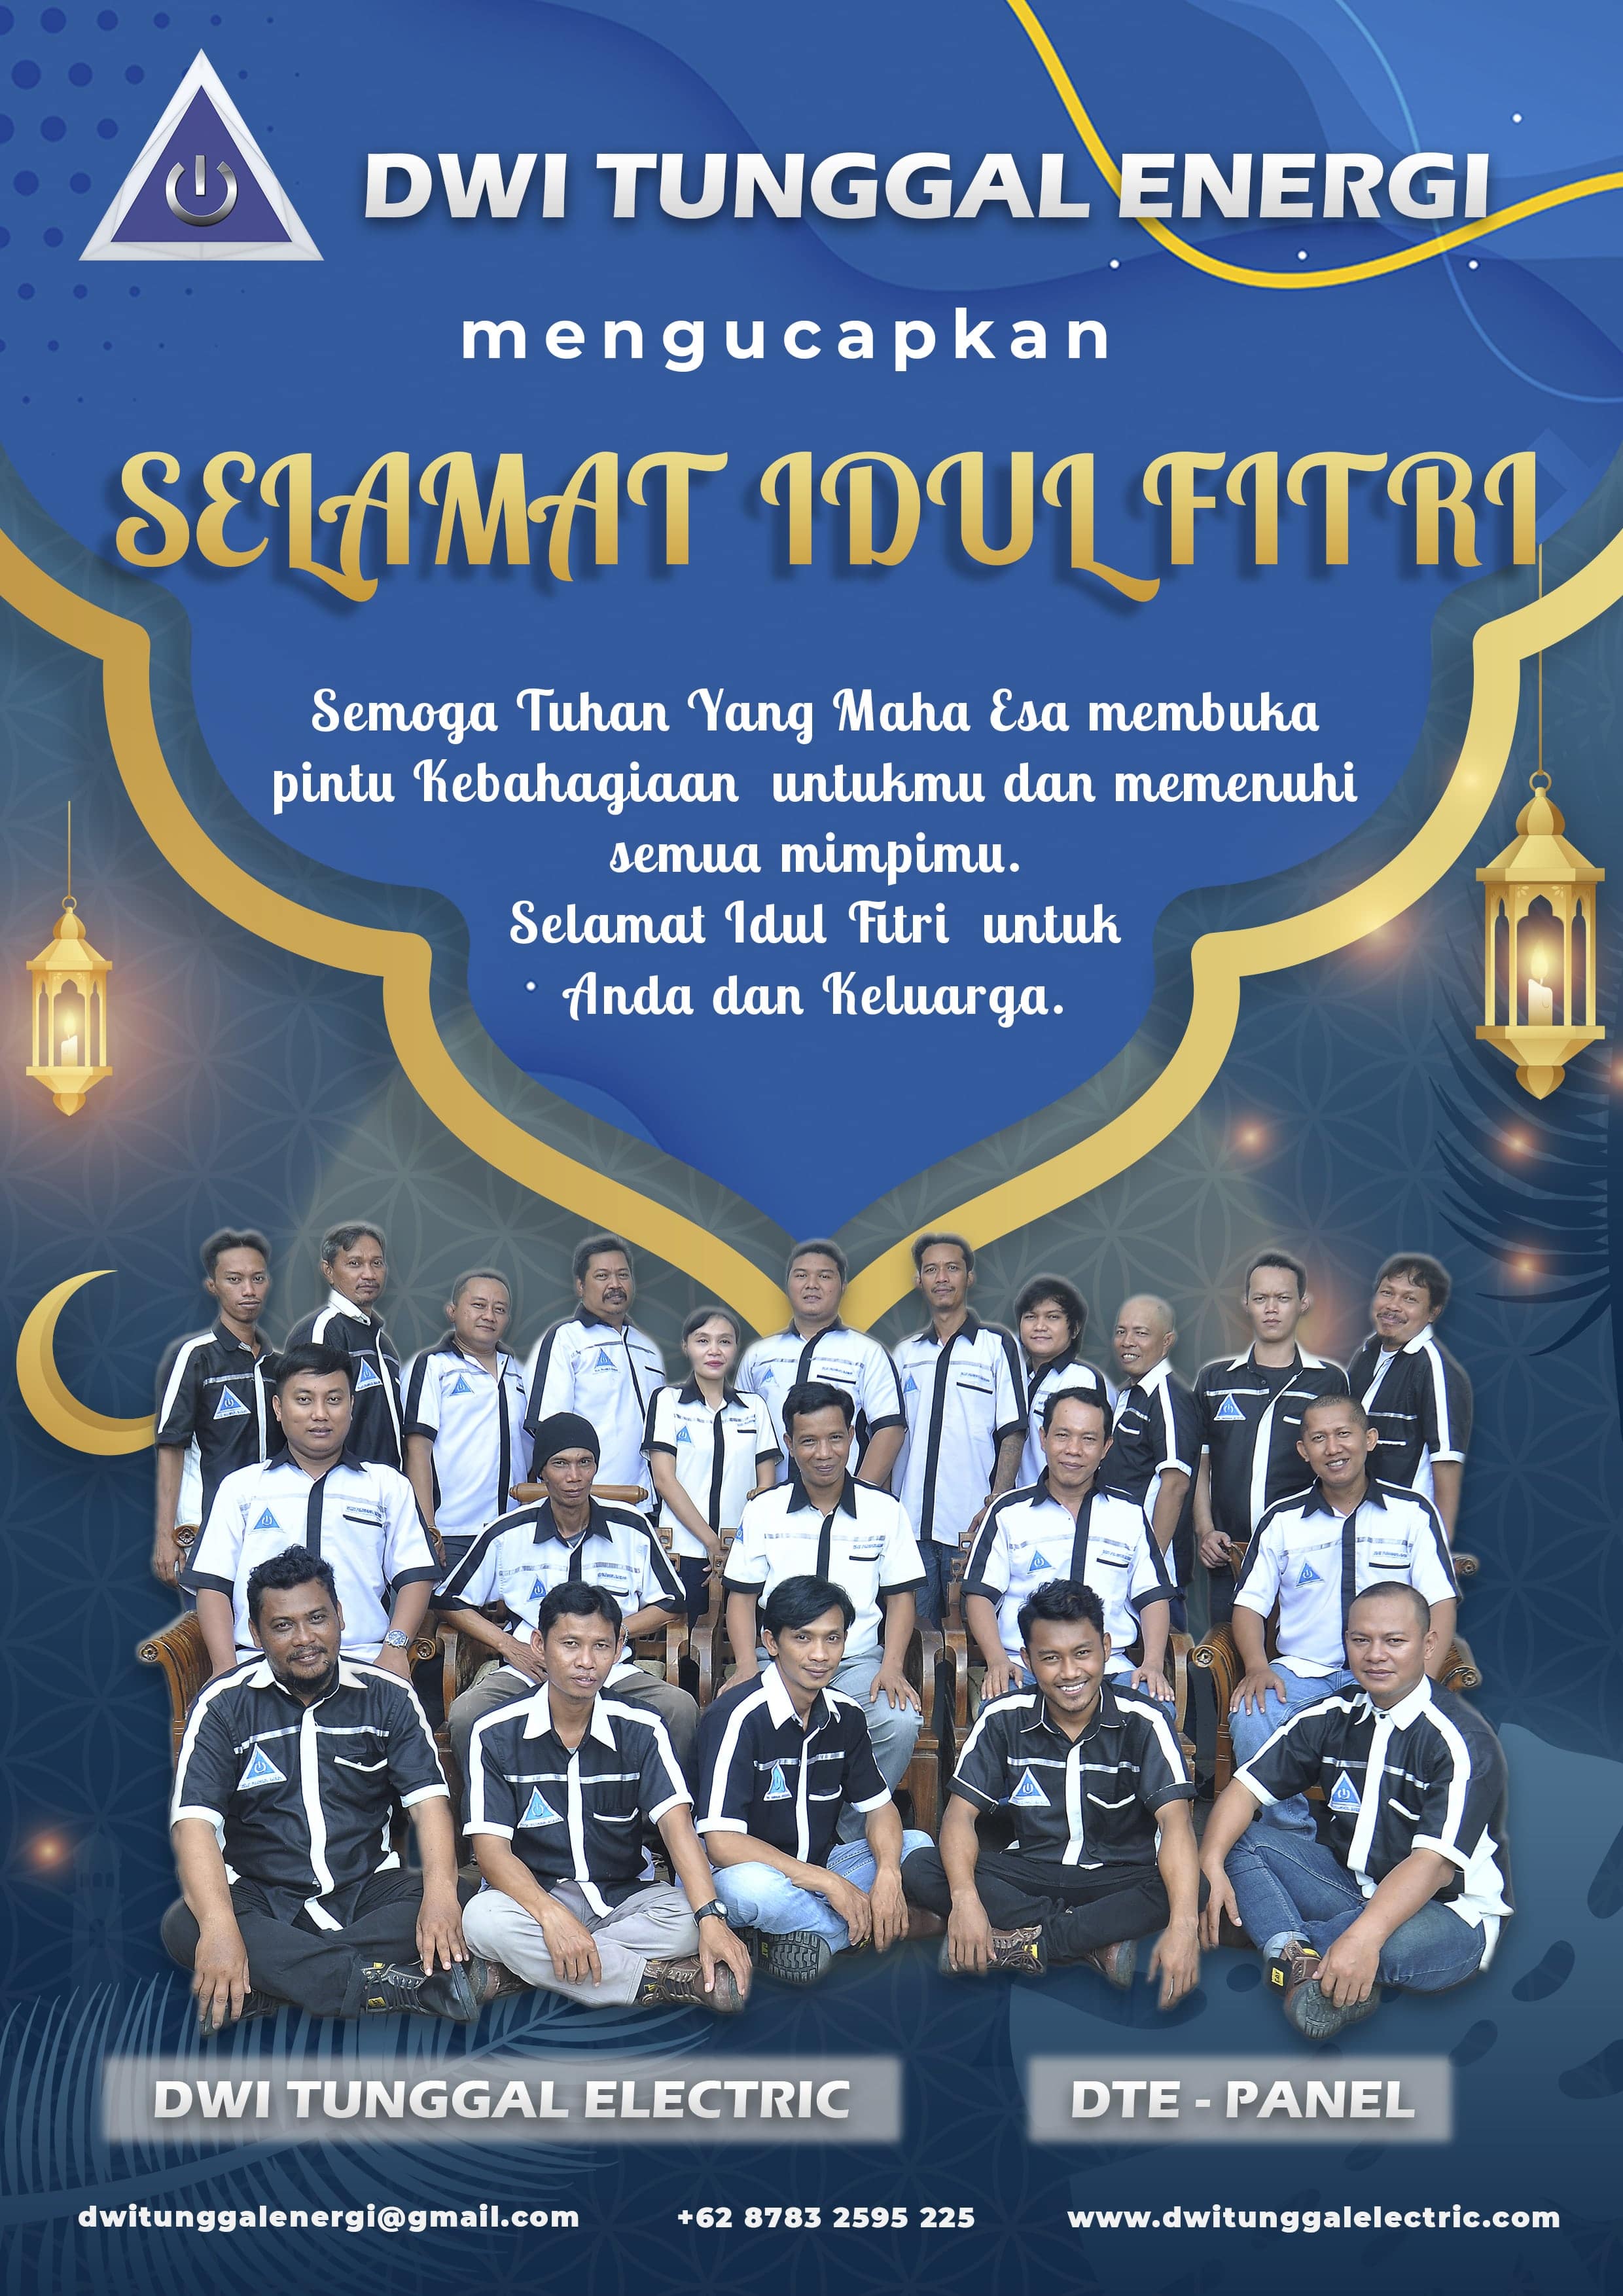 DWI TUNGGAL ENERGI
mengucapkan
SELAMAT IDUL FITRI
Semoga Tuhan Yang Maha Esa membuka
pintu Kebahagiaan untukmu dan memenuhi
semua mimpimu.
Selamat Idul Fitri untuk
Anda dan Keluarga.
DWI TUNGGAL ELECTRIC
DTE - PANEL
dwitunggalenergi@gmail.com
+62 8783 2595 225
www.dwitunggalelectric.com